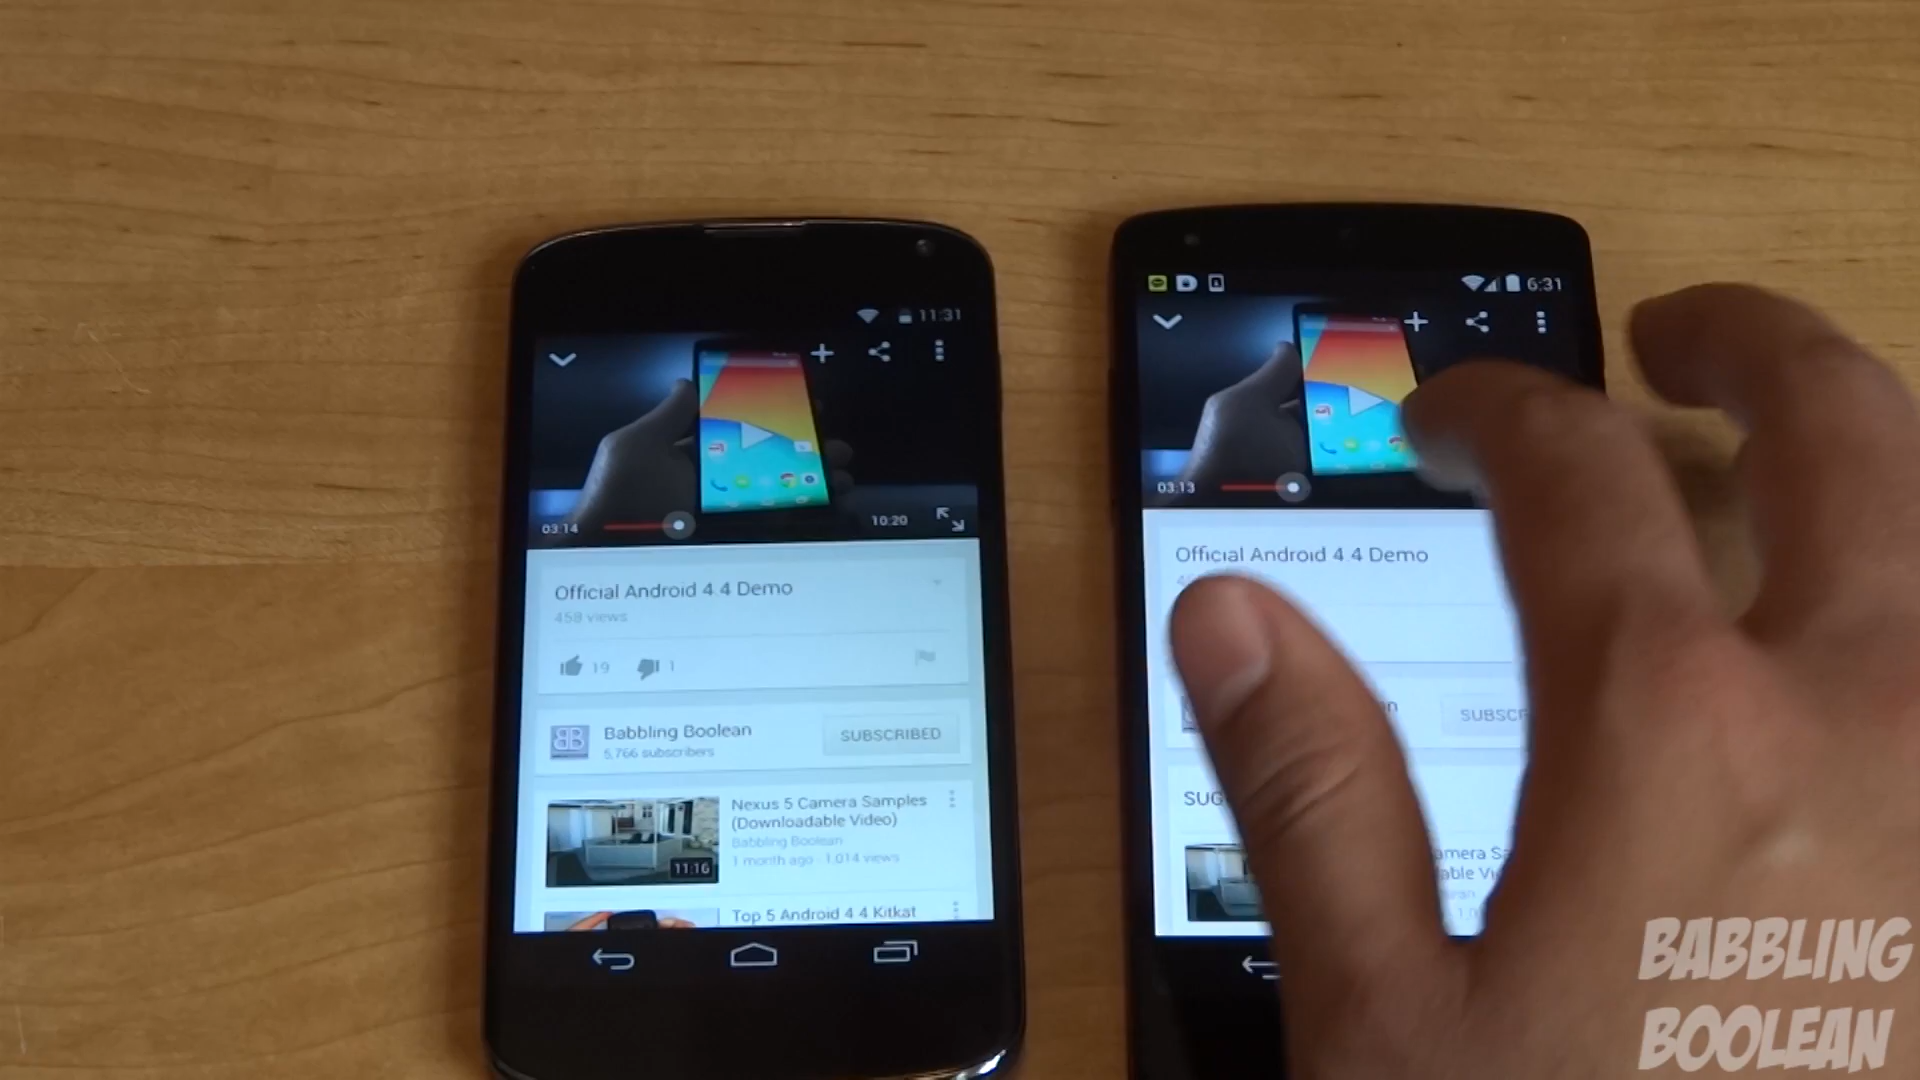 11:31
03:14
10:20
Official Android 4.4 Demo
458 views
19
1
Babbling Boolean
5,766 subscribers
SUBSCRIBED
Nexus 5 Camera Samples
(Downloadable Video)
Babbling Boolean
1 month ago · 1,014 views
11:16
Top 5 Android 4.4 Kitkat
6:31
03:13
Official Android 4.4 Demo
SUBSCR
SUG
BABBLING
BOOLEAN